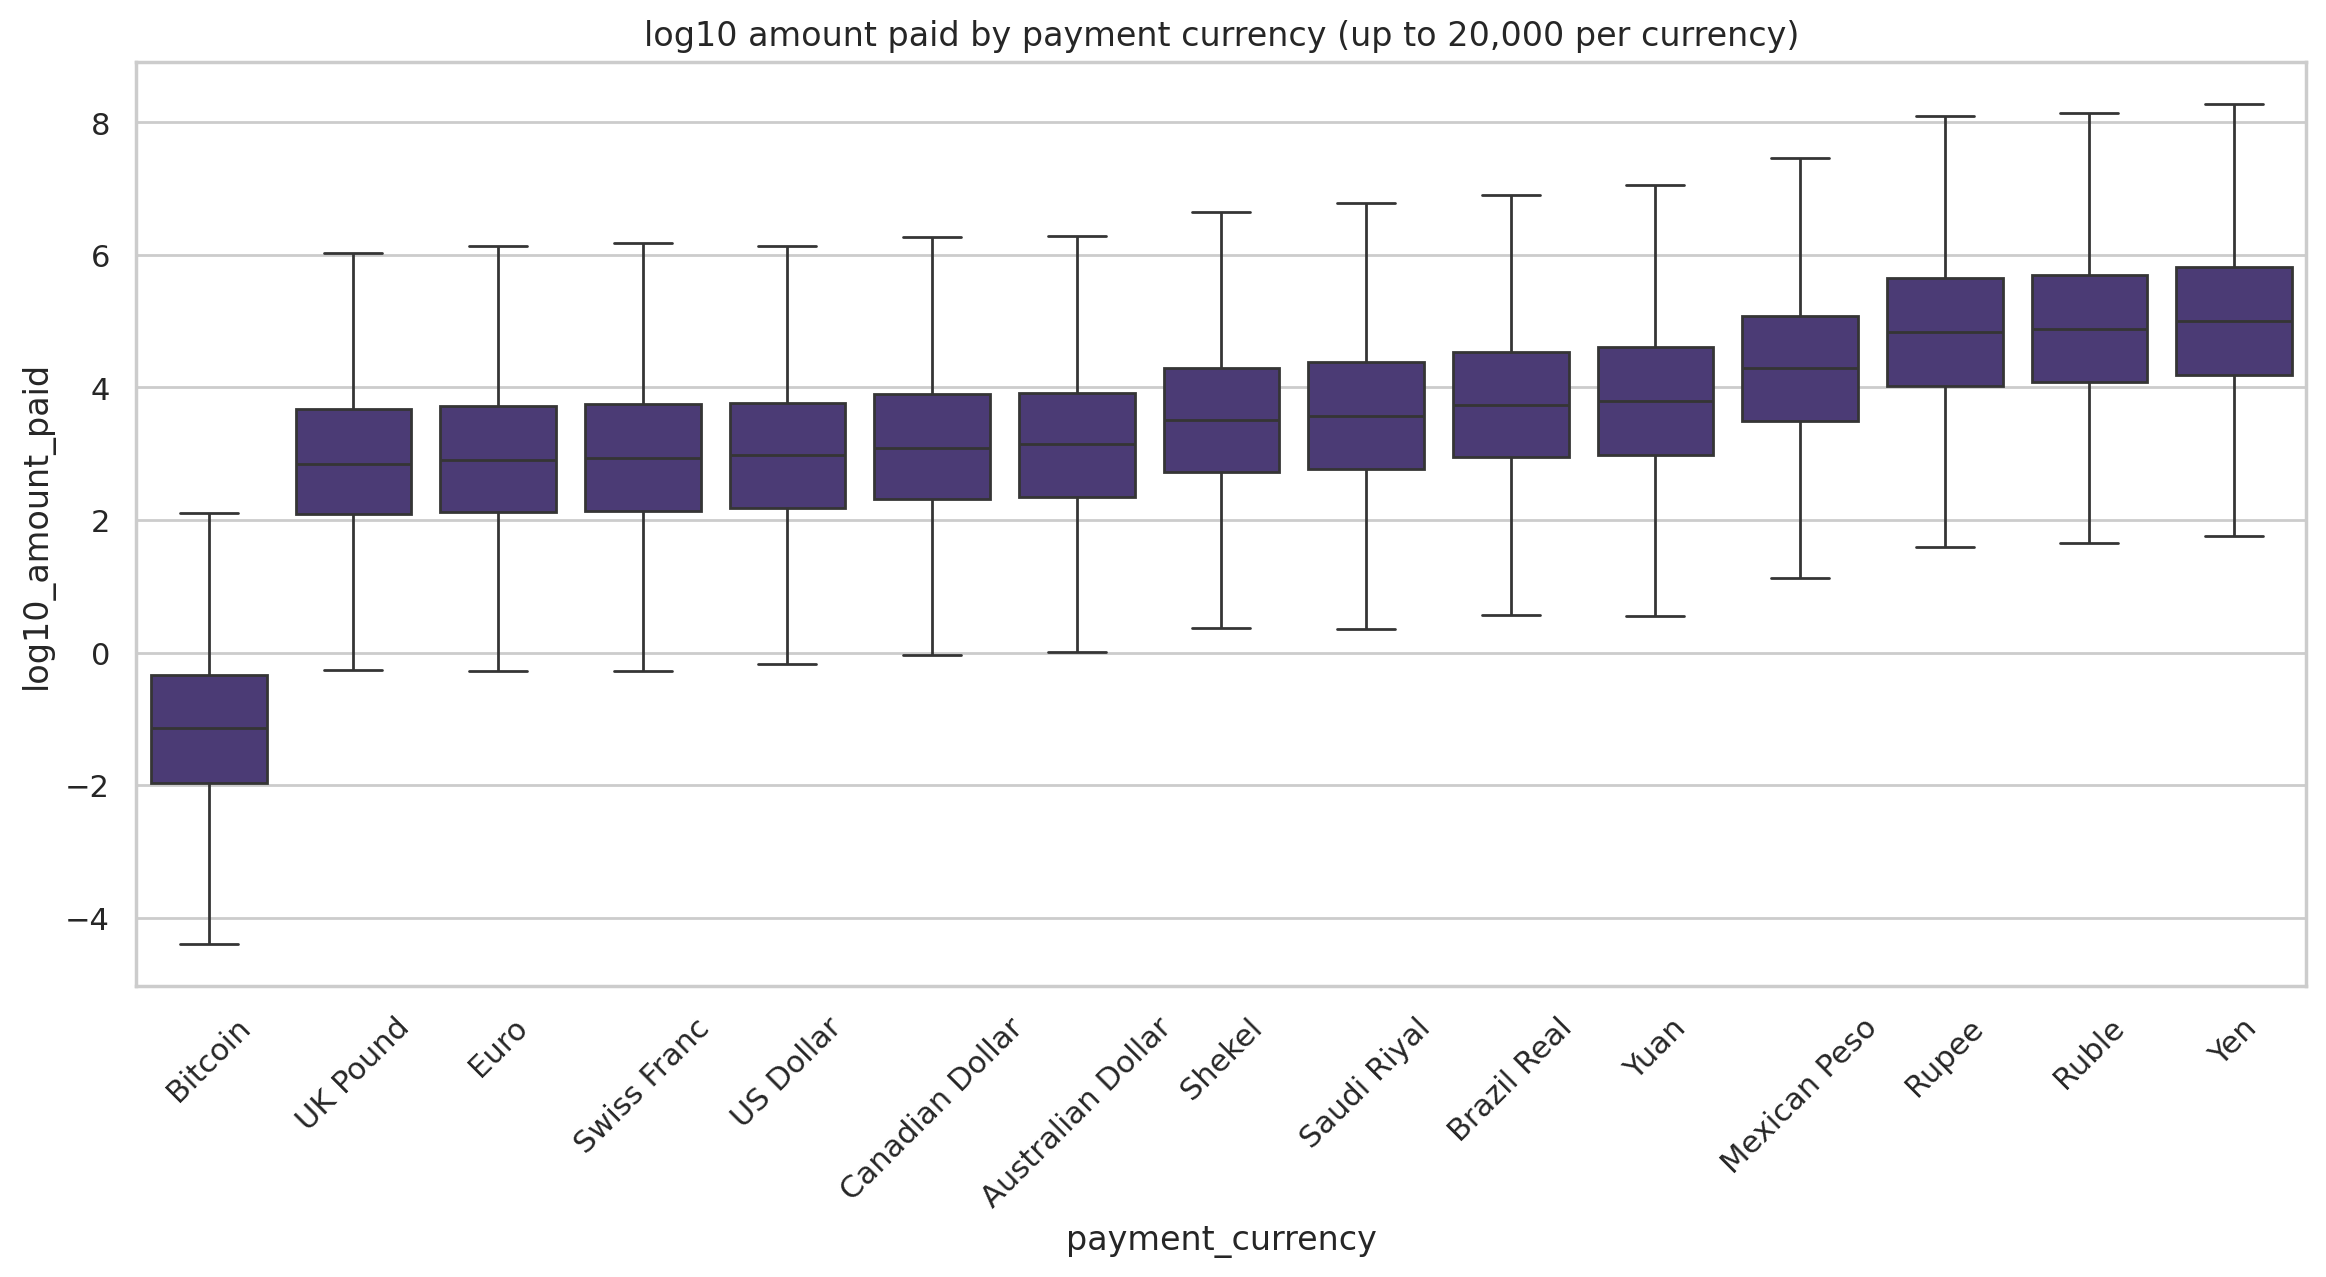 log10 amount paid by payment currency (up to 20,000 per currency)
log10_amount_paid
8
6
4
2
0
−2
−4
Bitcoin
UK Pound
Euro
Swiss Franc
US Dollar
Canadian Dollar
Australian Dollar
Shekel
Saudi Riyal
Brazil Real
Yuan
Mexican Peso
Rupee
Ruble
Yen
payment_currency